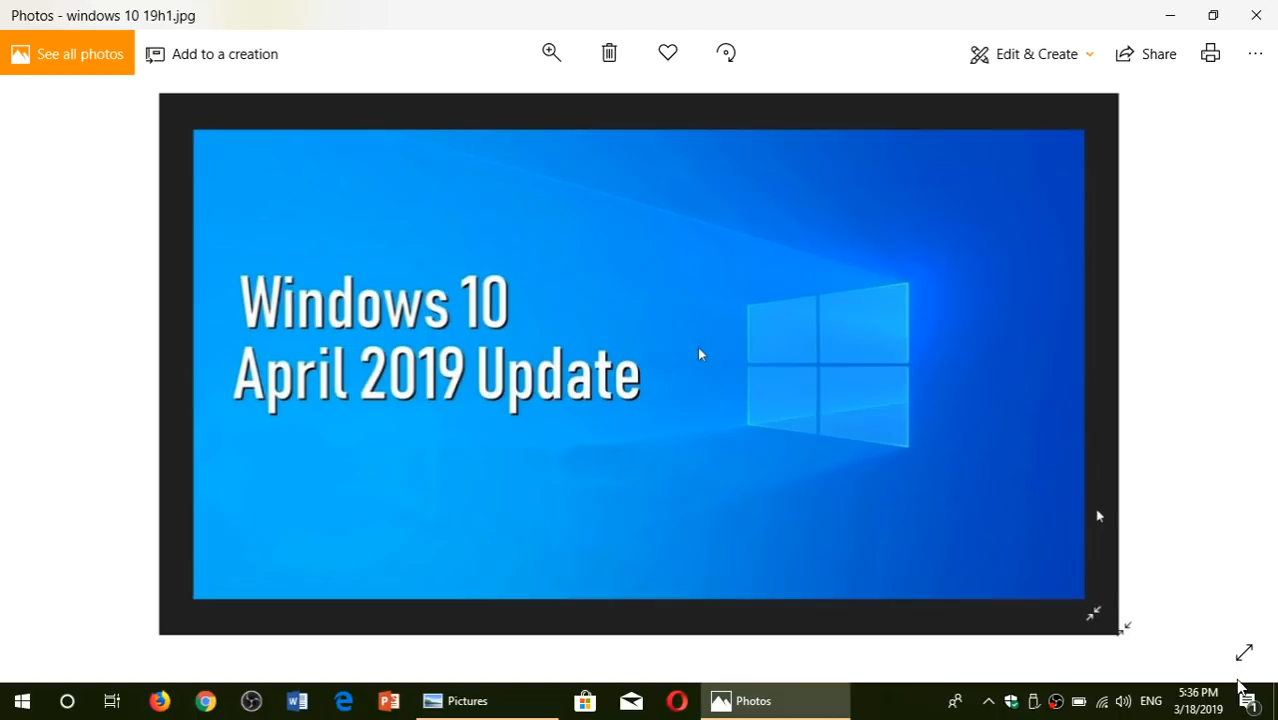 Photos - windows 10 19h1.jpg
See all photos
Add to a creation
Edit & Create
Share
Windows 10
April 2019 Update
Pictures
Photos
ENG
5:36 PM
3/18/2019
1